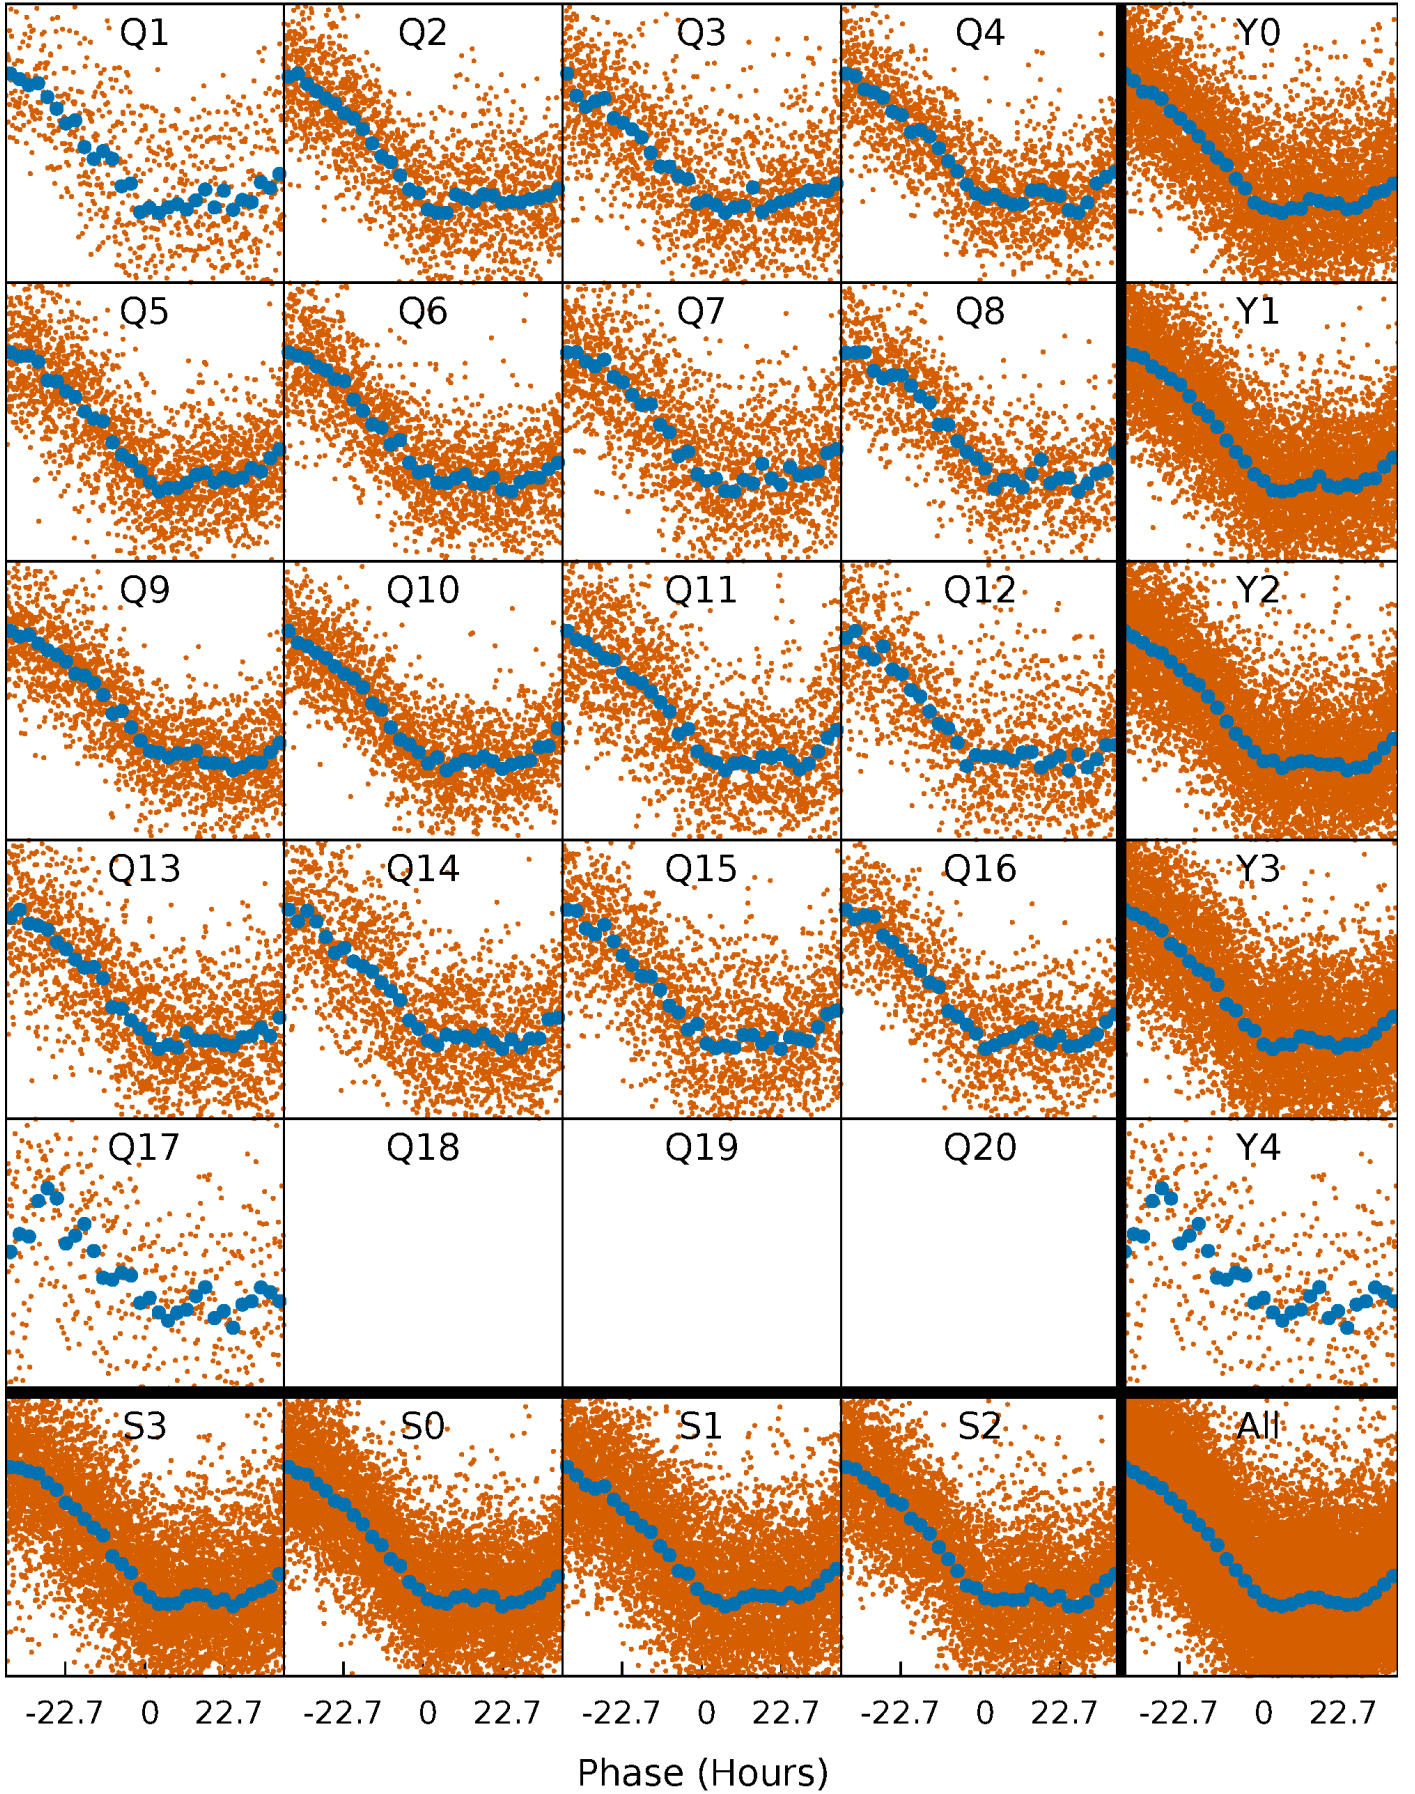 Q1 Q2 Q3 Q4 Y0
Q5 Q6 Q7 Q8 Y1
Q9 Q10 Q11 Q12 Y2
Q13 Q14 Q15 Q16 Y3
Q17 Q18 Q19 Q20 Y4
S3 S0 S1 S2 All
-22.7 0 22.7 -22.7 0 22.7 -22.7 0 22.7 -22.7 0 22.7 -22.7 0 22.7
Phase (Hours)